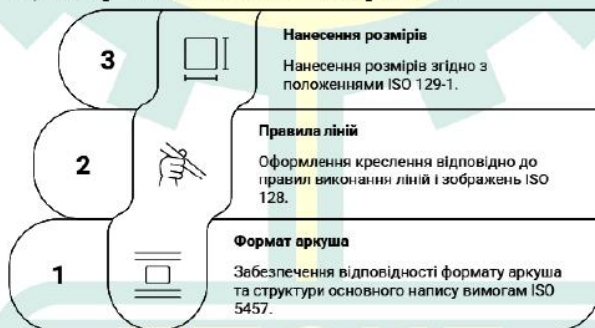 3
Нанесення розмірів
Нанесення розмірів згідно з
положеннями ISO 129-1.
2
Правила ліній
Оформлення креслення відповідно до
правил виконання ліній і зображень ISO
128.
1
Формат аркуша
Забезпечення відповідності формату аркуша
та структури основного напису вимогам ISO
5457.